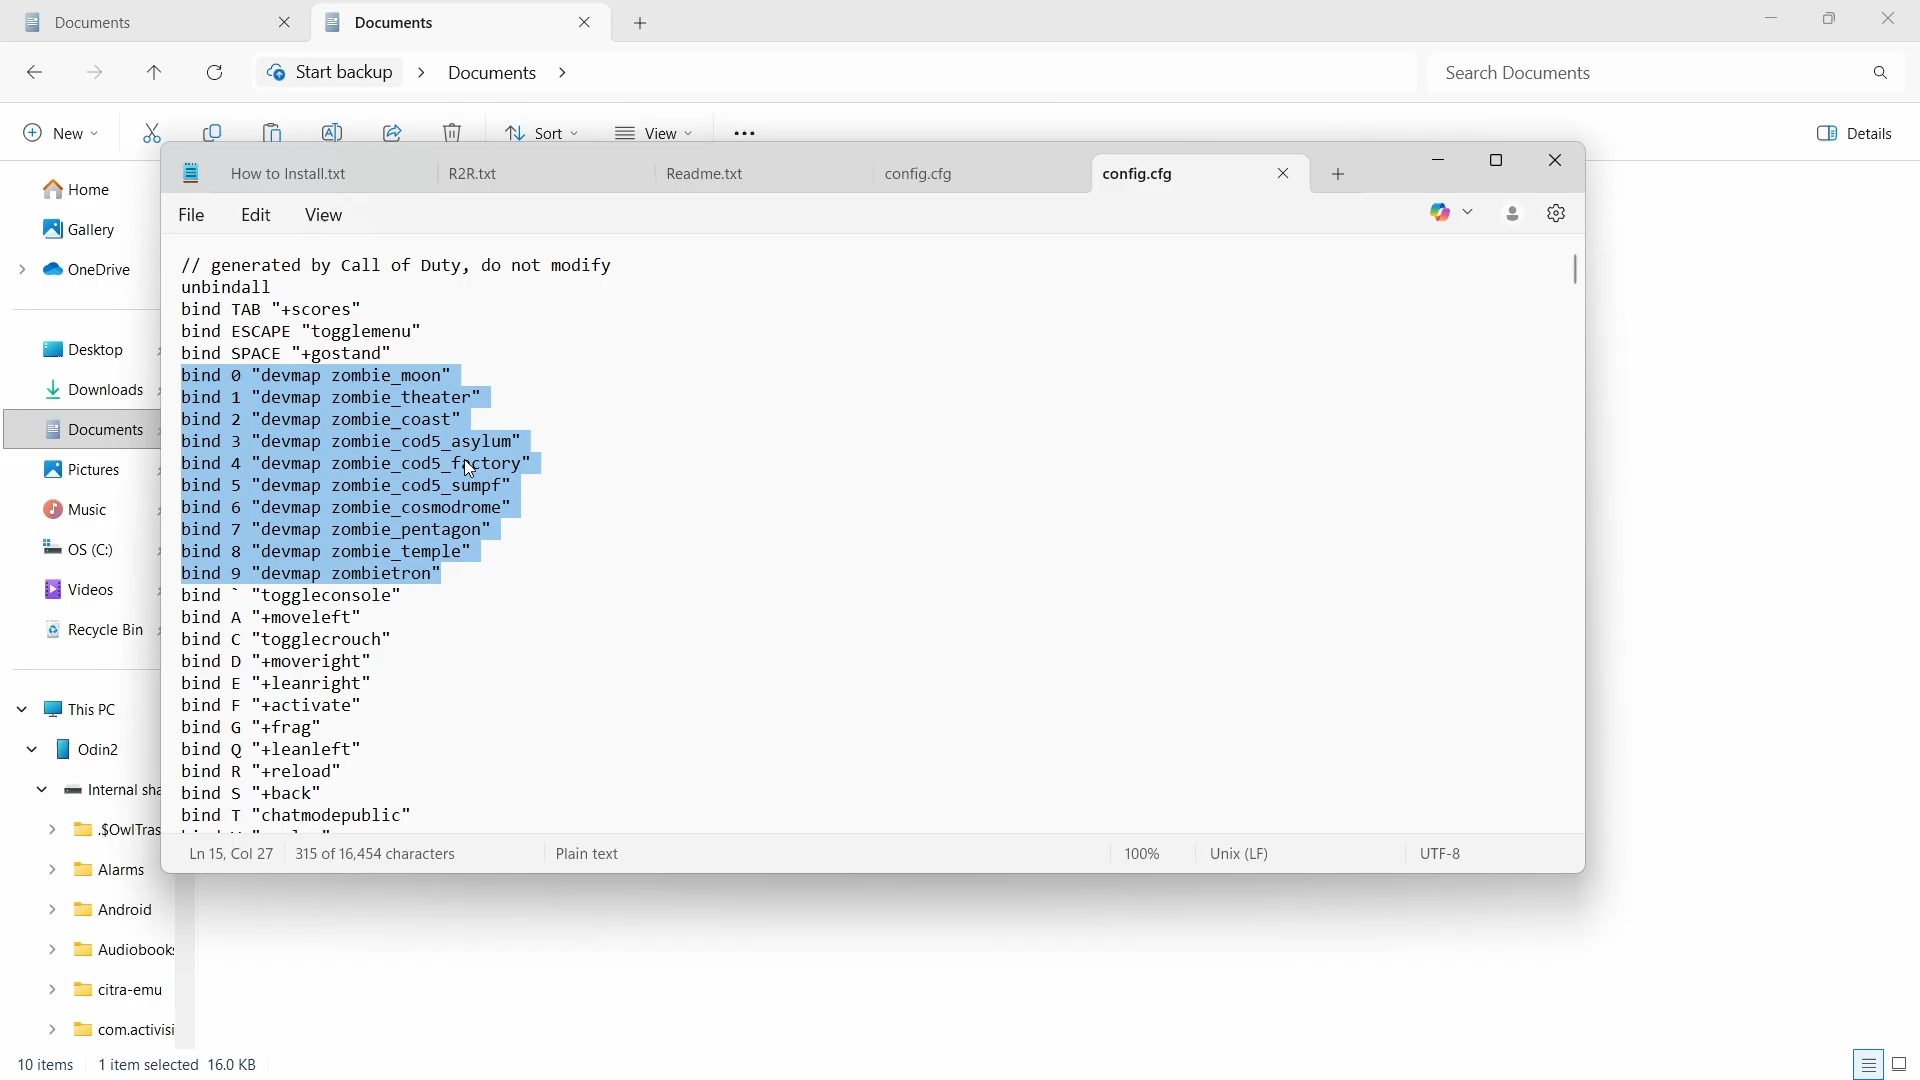 Documents
Documents
Start backup
Documents
Search Documents
New
Sort
View
Details
How to Install.txt
R2R.txt
Readme.txt
config.cfg
config.cfg
File
Edit
View
Home
Gallery
OneDrive
Desktop
Downloads
Documents
Pictures
Music
OS (C:)
Videos
Recycle Bin
This PC
Odin2
Internal sha
.$OwlTras
Alarms
Android
Audiobook
citra-emu
com.activisi
// generated by Call of Duty, do not modify
unbindall
bind TAB "+scores"
bind ESCAPE "togglemenu"
bind SPACE "+gostand"
bind 0 "devmap zombie_moon"
bind 1 "devmap zombie_theater"
bind 2 "devmap zombie_coast"
bind 3 "devmap zombie_cod5_asylum"
bind 4 "devmap zombie_cod5_factory"
bind 5 "devmap zombie_cod5_sumpf"
bind 6 "devmap zombie_cosmodrome"
bind 7 "devmap zombie_pentagon"
bind 8 "devmap zombie_temple"
bind 9 "devmap zombietron"
bind ` "toggleconsole"
bind A "+moveleft"
bind C "togglecrouch"
bind D "+moveright"
bind E "+leanright"
bind F "+activate"
bind G "+frag"
bind Q "+leanleft"
bind R "+reload"
bind S "+back"
bind T "chatmodepublic"
Ln 15, Col 27
315 of 16,454 characters
Plain text
100%
Unix (LF)
UTF-8
10 items
1 item selected 16.0 KB